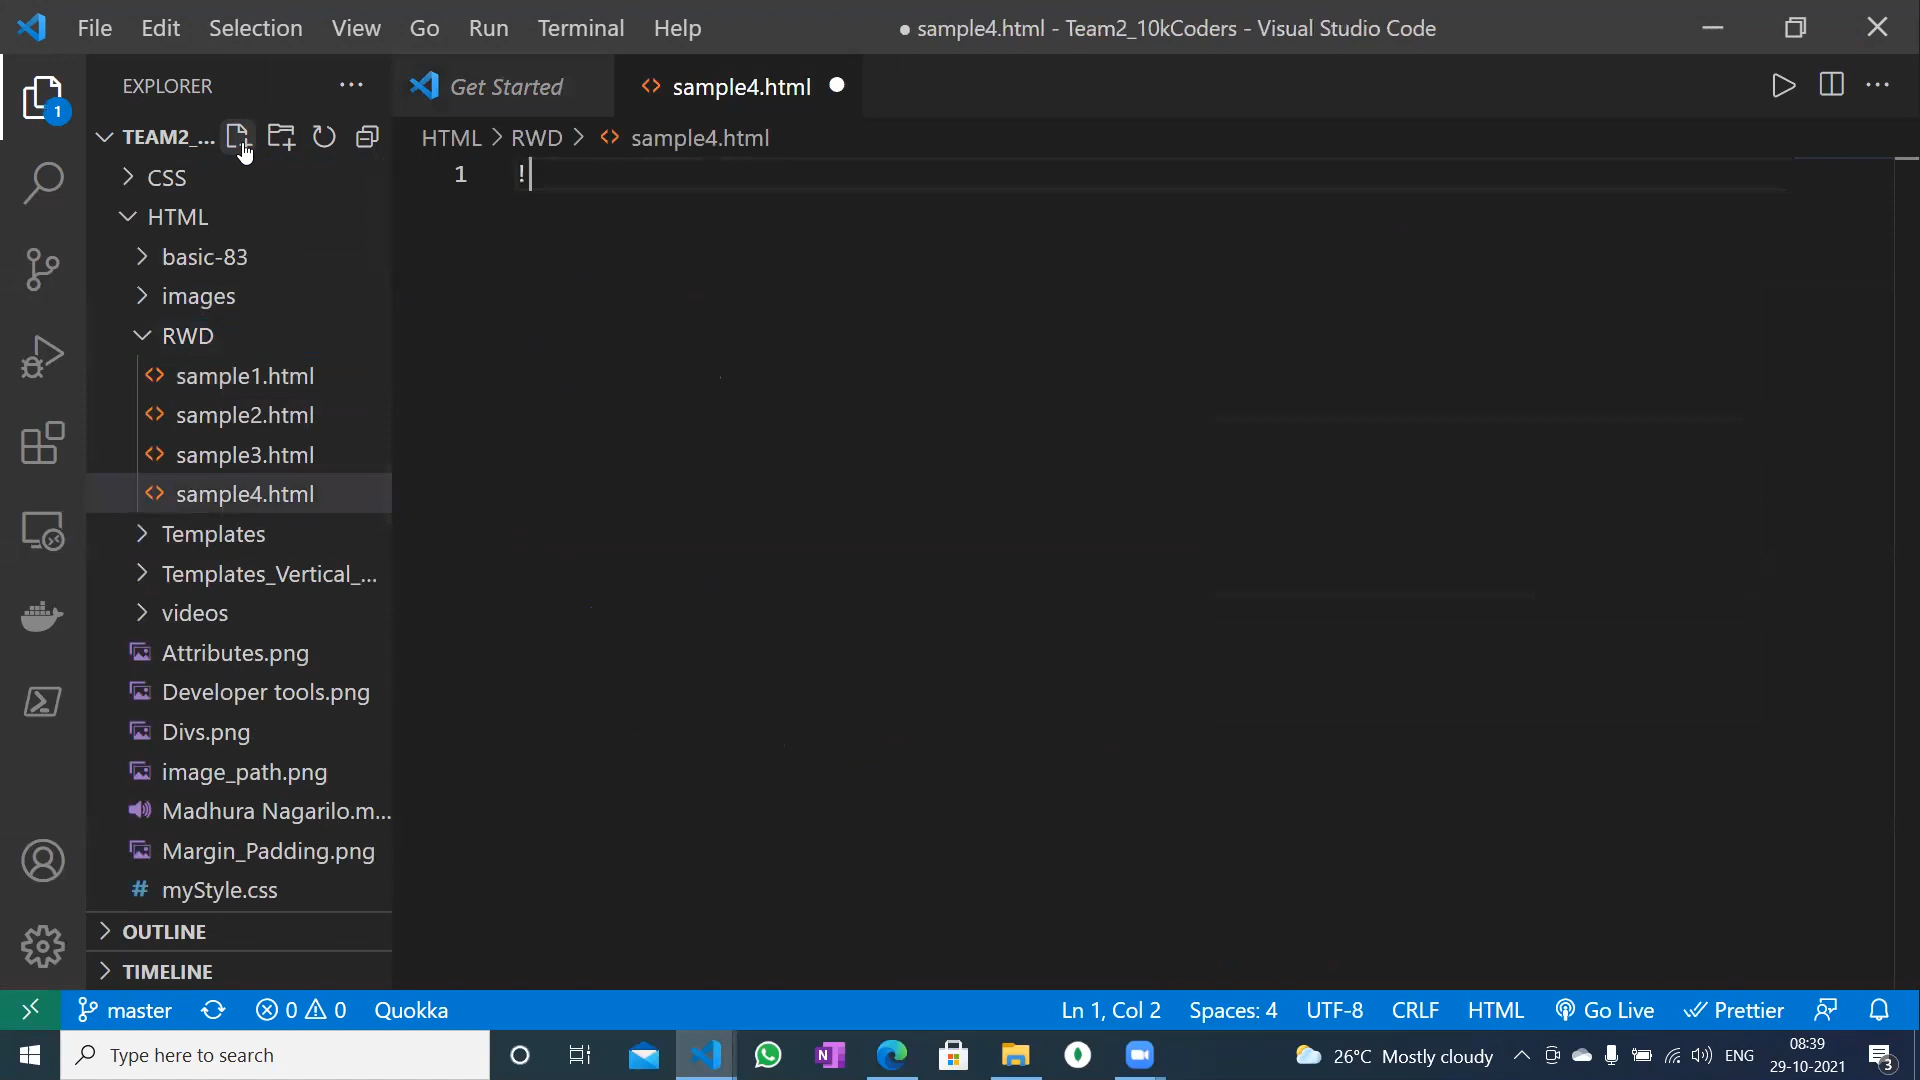 File Edit Selection View Go Run Terminal Help
● sample4.html - Team2_10kCoders - Visual Studio Code
1
EXPLORER
Get Started
sample4.html
TEAM2_...
HTML > RWD > sample4.html
1 !
CSS
HTML
basic-83
images
RWD
sample1.html
sample2.html
sample3.html
sample4.html
Templates
Templates_Vertical_...
videos
Attributes.png
Developer tools.png
Divs.png
image_path.png
Madhura Nagarilo.m...
Margin_Padding.png
# myStyle.css
OUTLINE
TIMELINE
master 0 0 Quokka Ln 1, Col 2 Spaces: 4 UTF-8 CRLF HTML Go Live Prettier
Type here to search
N
26°C Mostly cloudy
ENG
08:39
29-10-2021
3